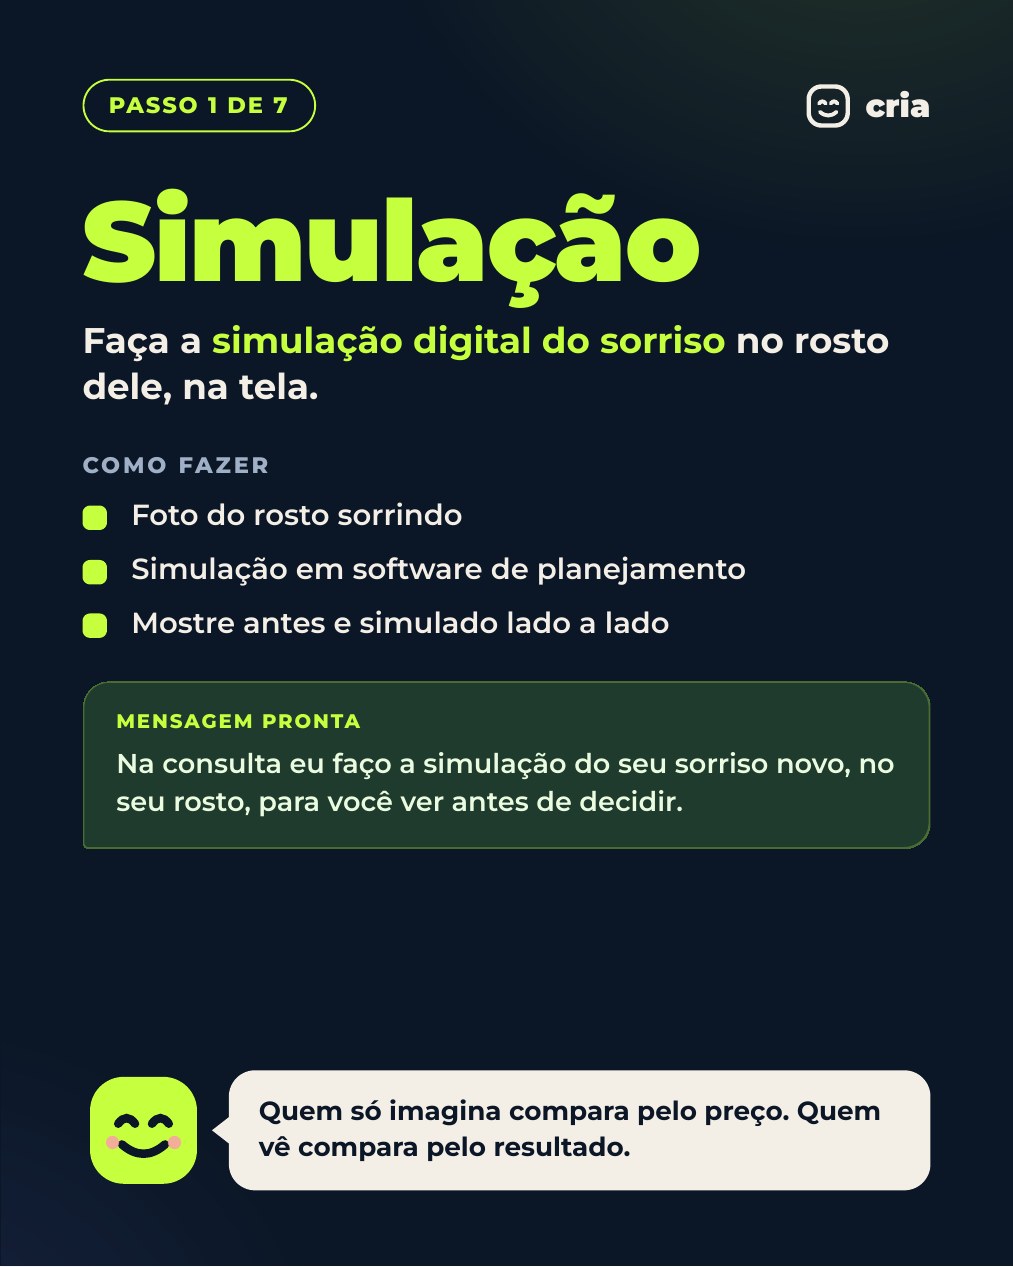 PASSO 1 DE 7
cria
Simulação
Faça a simulação digital do sorriso no rosto
dele, na tela.
COMO FAZER
Foto do rosto sorrindo
Simulação em software de planejamento
Mostre antes e simulado lado a lado
MENSAGEM PRONTA
Na consulta eu faço a simulação do seu sorriso novo, no
seu rosto, para você ver antes de decidir.
Quem só imagina compara pelo preço. Quem
vê compara pelo resultado.